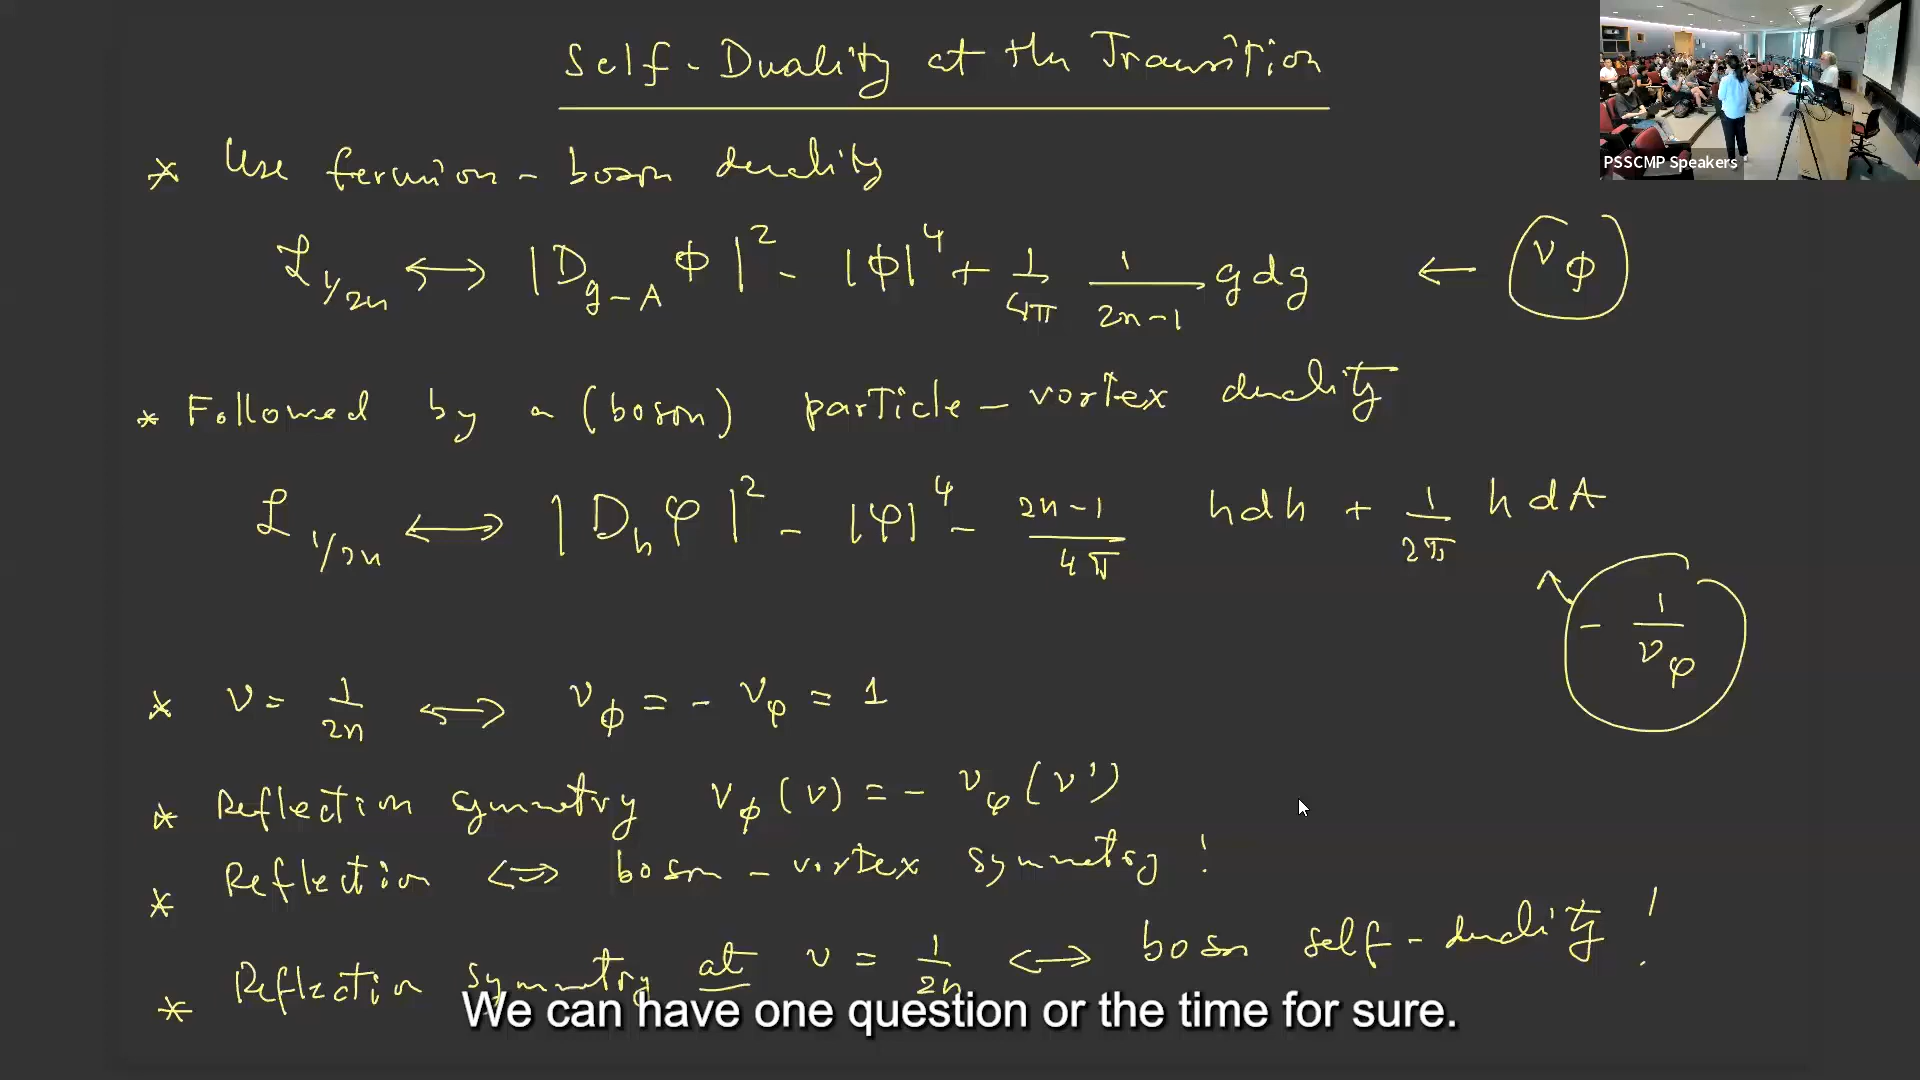 Self-Duality at the Transition
PSSCMP Speakers
* Use fermion - boson duality
ℒ_{1/2n} ⟷ |D_{g-A} ϕ|² - |ϕ|⁴ + 1/4π 1/(2n-1) g d g ← ν_ϕ
* Followed by a (boson) particle - vortex duality
ℒ_{1/2n} ⟷ |D_h φ|² - |φ|⁴ - (2n-1)/4π h d h + 1/2π h d A
- 1/ν_φ
* ν = 1/2n ⟷ ν_ϕ = - ν_φ = 1
* Reflection symmetry ν_ϕ(ν) = - ν_φ(ν')
* Reflection ⟺ boson - vortex symmetry !
* Reflection symmetry at ν = 1/2n ⟷ boson self - duality !
We can have one question or the time for sure.